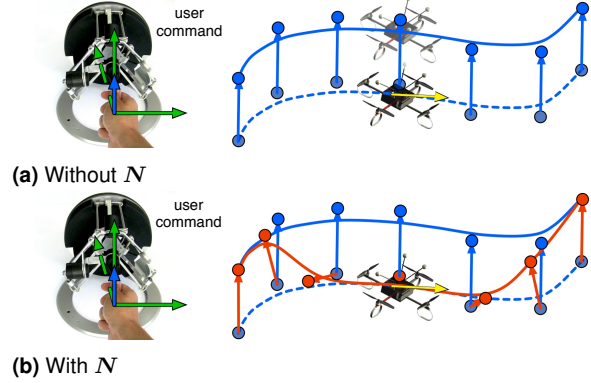 user
command
(a) Without N
user
command
(b) With N